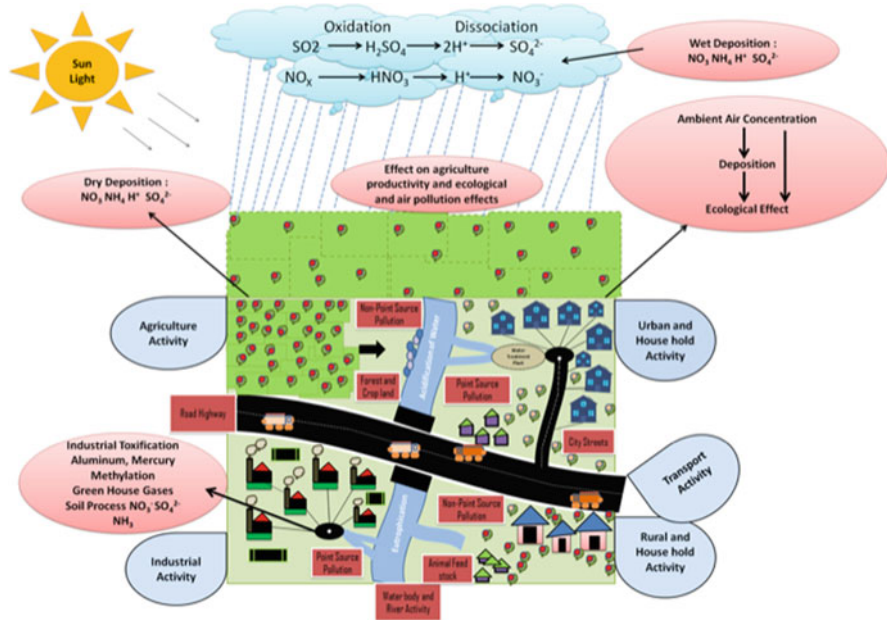 Oxidation Dissociation
SO2 → H₂SO₄ → 2H⁺ → SO₄²⁻
NOₓ → HNO₃ → H⁺ → NO₃⁻
Sun
Light
Wet Deposition :
NO₃ NH₄ H⁺ SO₄²⁻
Ambient Air Concentration
Deposition
Ecological Effect
Dry Deposition :
NO₃ NH₄ H⁺ SO₄²⁻
Effect on agriculture
productivity and ecological
and air pollution effects
Agriculture
Activity
Non-Point Source
Pollution
Acidification of Water
Water
Treatment
Plant
Urban and
House hold
Activity
Forest and
Crop land
Point Source
Pollution
Road Highway
City Streets
Industrial Toxification
Aluminum, Mercury
Methylation
Green House Gases
Soil Process NO₃⁻ SO₄²⁻
NH₃
Transport
Activity
Non-Point Source
Pollution
Eutrophization
Industrial
Activity
Point Source
Pollution
Animal Feed
stock
Rural and
House hold
Activity
Water body and
River Activity